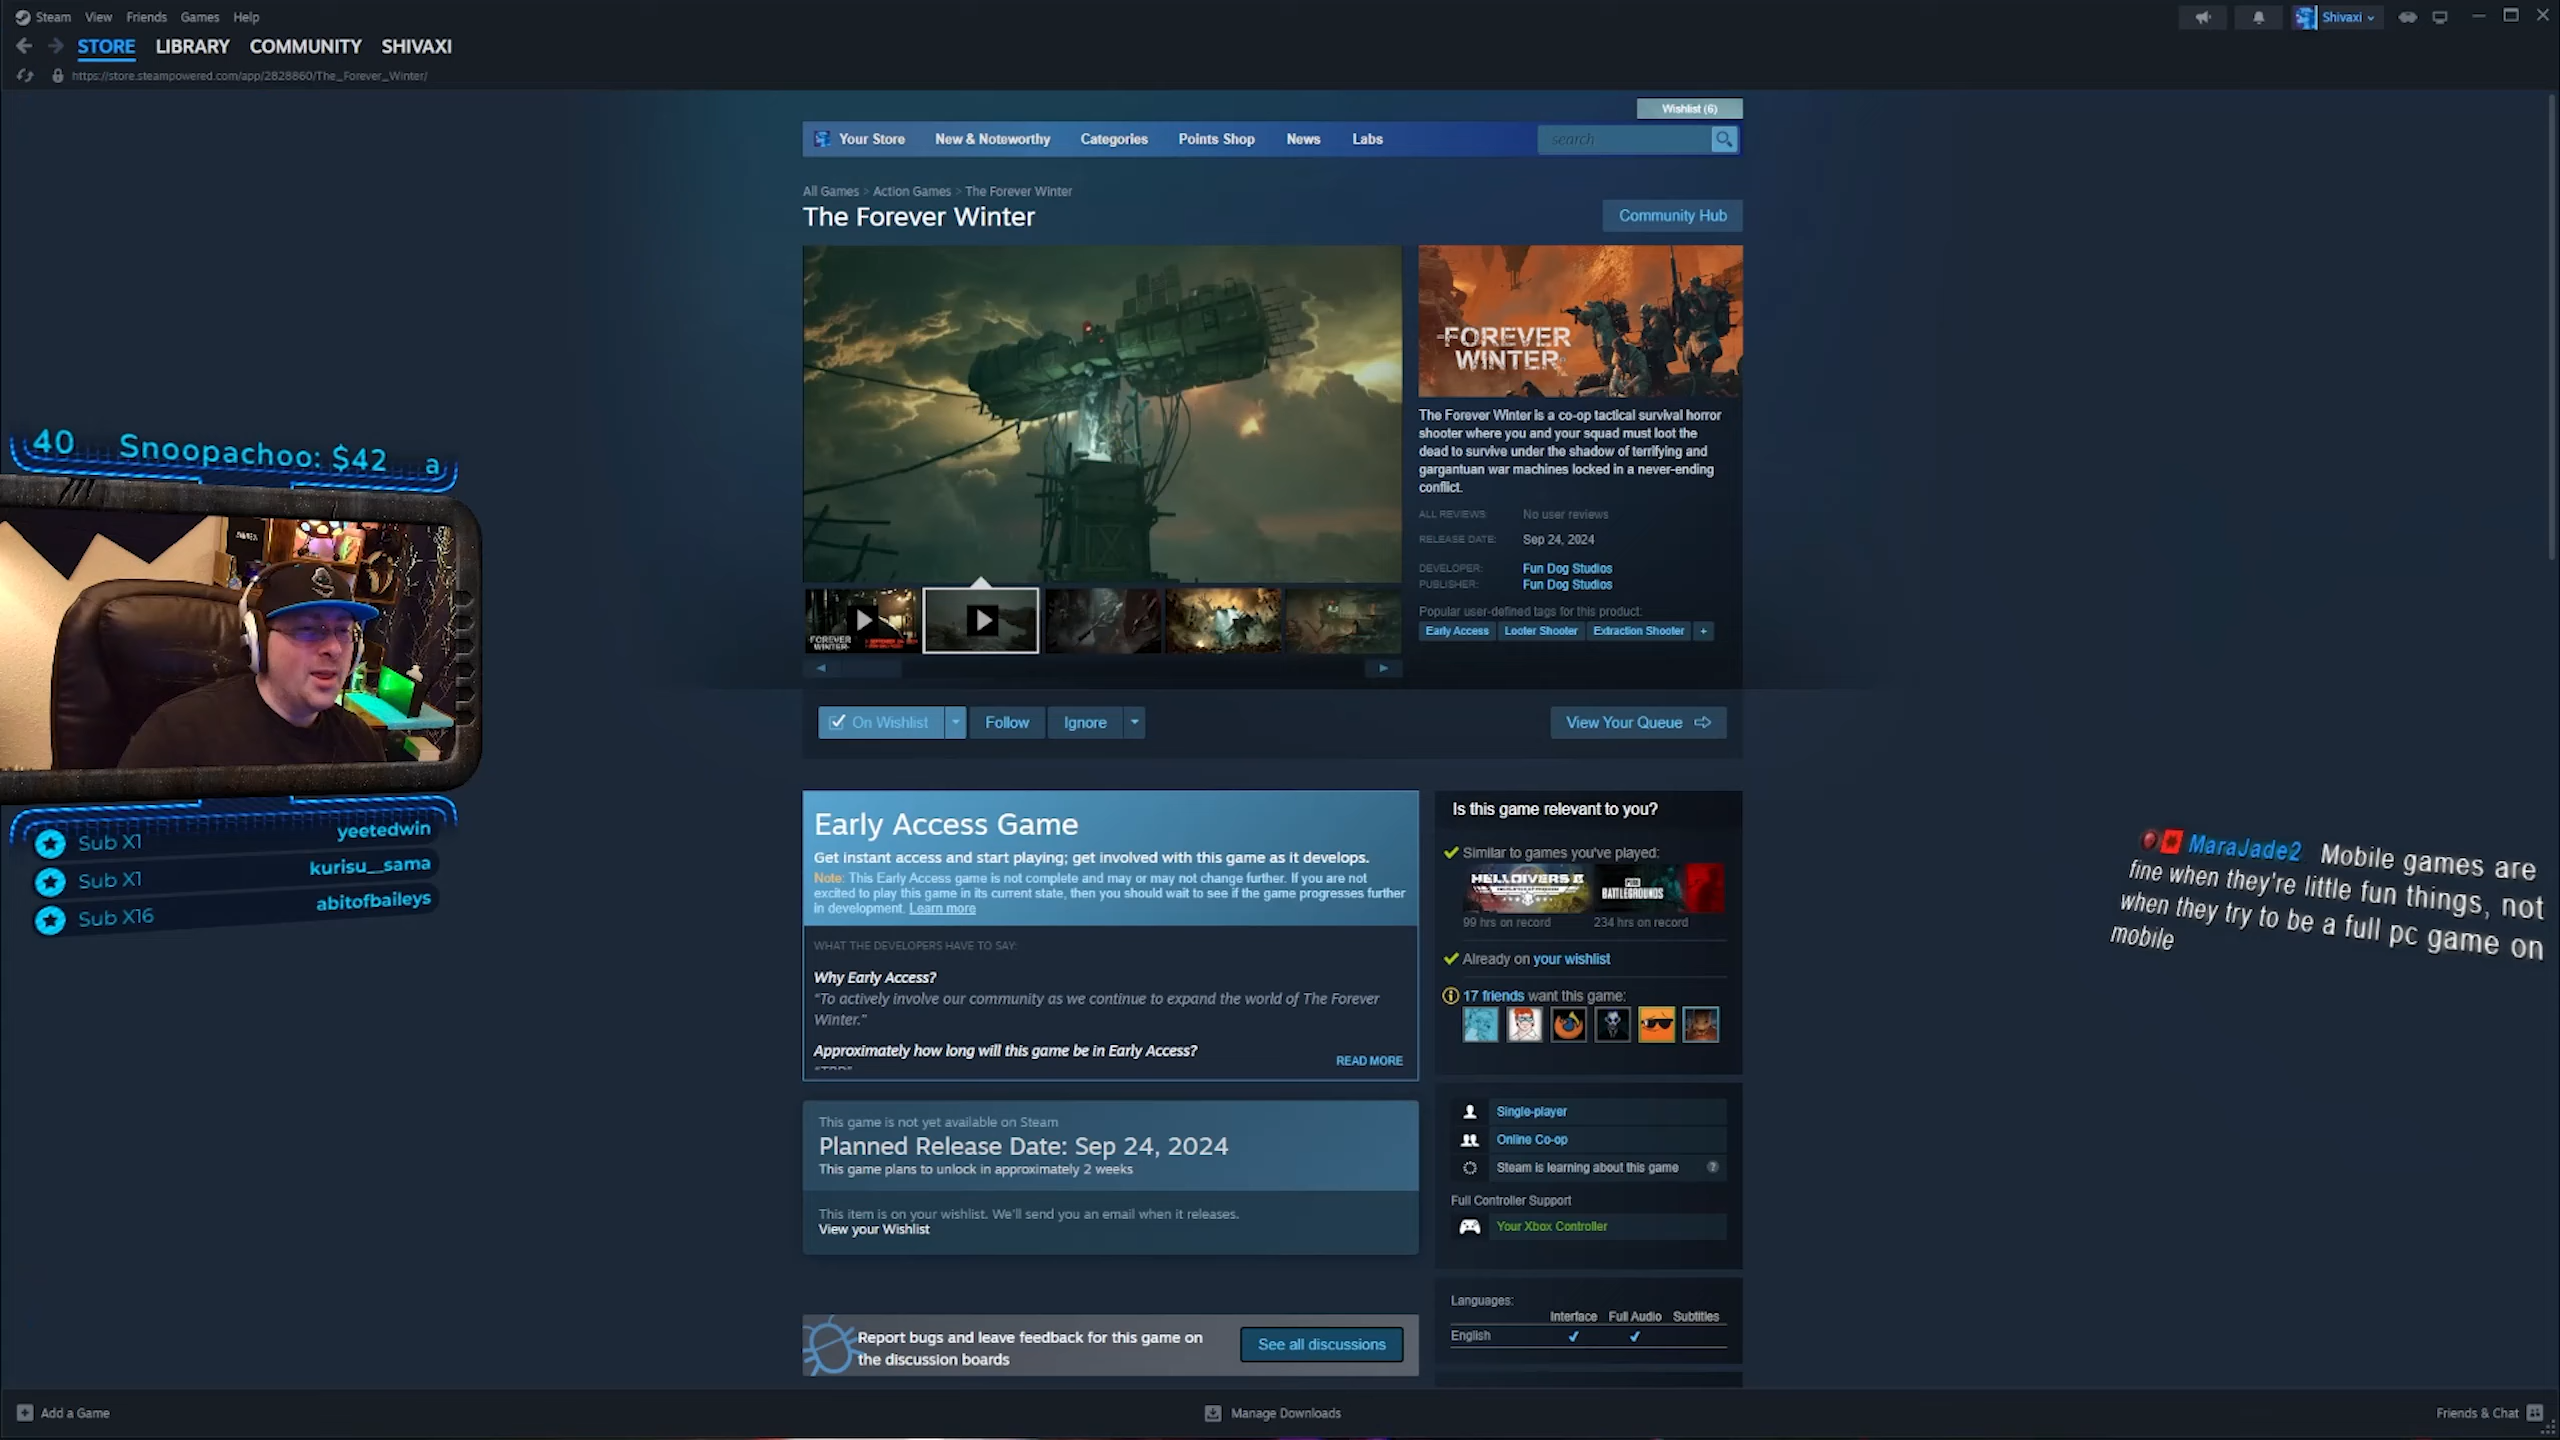 Steam View Friends Games Help
Shivaxi
STORE LIBRARY COMMUNITY SHIVAXI
https://store.steampowered.com/app/2828860/The_Forever_Winter/
Wishlist (6)
Your Store New & Noteworthy Categories Points Shop News Labs
search
All Games > Action Games > The Forever Winter
The Forever Winter
Community Hub
FOREVER
WINTER
The Forever Winter is a co-op tactical survival horror
shooter where you and your squad must loot the
dead to survive under the shadow of terrifying and
gargantuan war machines locked in a never-ending
conflict.
ALL REVIEWS: No user reviews
RELEASE DATE: Sep 24, 2024
DEVELOPER: Fun Dog Studios
PUBLISHER: Fun Dog Studios
Popular user-defined tags for this product:
Early Access Looter Shooter Extraction Shooter +
FOREVER
WINTER
On Wishlist Follow Ignore
View Your Queue
40 Snoopachoo: $42 a
Sub X1 yeetedwin
Sub X1 kurisu__sama
Sub X16 abitofbaileys
Early Access Game
Get instant access and start playing; get involved with this game as it develops.
Note: This Early Access game is not complete and may or may not change further. If you are not
excited to play this game in its current state, then you should wait to see if the game progresses further
in development. Learn more
WHAT THE DEVELOPERS HAVE TO SAY:
Why Early Access?
“To actively involve our community as we continue to expand the world of The Forever
Winter.”
Approximately how long will this game be in Early Access?
READ MORE
This game is not yet available on Steam
Planned Release Date: Sep 24, 2024
This game plans to unlock in approximately 2 weeks
This item is on your wishlist. We'll send you an email when it releases.
View your Wishlist
Report bugs and leave feedback for this game on
the discussion boards
See all discussions
Is this game relevant to you?
Similar to games you've played:
HELLDIVERS II
BATTLEGROUNDS
99 hrs on record 234 hrs on record
Already on your wishlist
17 friends want this game:
Single-player
Online Co-op
Steam is learning about this game ?
Full Controller Support
Your Xbox Controller
Languages:
Interface Full Audio Subtitles
English ✔ ✔
MaraJade2 Mobile games are
fine when they're little fun things, not
when they try to be a full pc game on
mobile
Add a Game
Manage Downloads
Friends & Chat